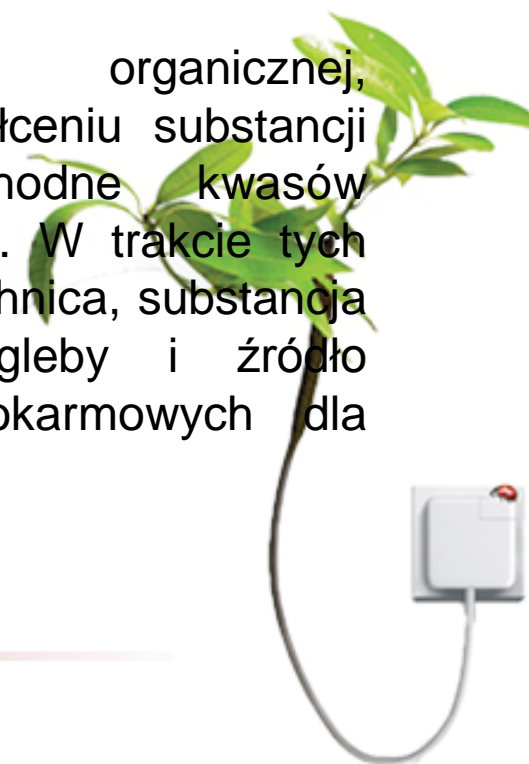 organicznej,
łceniu substancji
hodne kwasów
. W trakcie tych
hnica, substancja
gleby i źródło
okarmowych dla